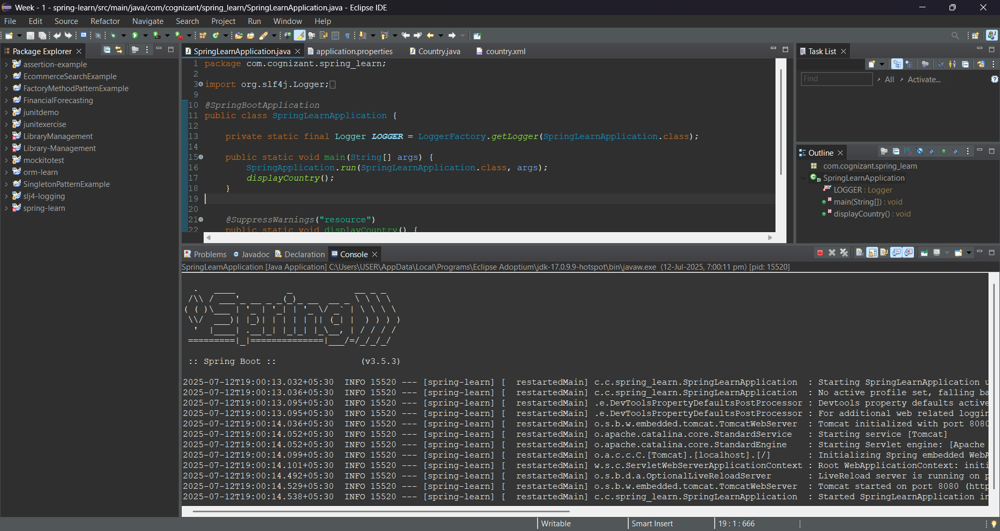 Week - 1 - spring-learn/src/main/java/com/cognizant/spring_learn/SpringLearnApplication.java - Eclipse IDE
File Edit Source Refactor Navigate Search Project Run Window Help
Package Explorer
assertion-example
EcommerceSearchExample
FactoryMethodPatternExample
FinancialForecasting
junitdemo
junitexercise
LibraryManagement
Library-Management
mockitotest
orm-learn
SingletonPatternExample
slj4-logging
spring-learn
SpringLearnApplication.java application.properties Country.java country.xml
1 package com.cognizant.spring_learn;
2
3 import org.slf4j.Logger;
9
10 @SpringBootApplication
11 public class SpringLearnApplication {
12
13 private static final Logger LOGGER = LoggerFactory.getLogger(SpringLearnApplication.class);
14
15 public static void main(String[] args) {
16 SpringApplication.run(SpringLearnApplication.class, args);
17 displayCountry();
18 }
19
20
21 @SuppressWarnings("resource")
22 public static void displayCountry() {
Task List
Find All Activate...
Outline
com.cognizant.spring_learn
SpringLearnApplication
LOGGER : Logger
main(String[]) : void
displayCountry() : void
Problems Javadoc Declaration Console
SpringLearnApplication [Java Application] C:\Users\USER\AppData\Local\Programs\Eclipse Adoptium\jdk-17.0.9.9-hotspot\bin\javaw.exe (12-Jul-2025, 7:00:11 pm) [pid: 15520]
Spring
:: Spring Boot :: (v3.5.3)
2025-07-12T19:00:13.032+05:30 INFO 15520 --- [spring-learn] [ restartedMain] c.c.spring_learn.SpringLearnApplication : Starting SpringLearnApplication u
2025-07-12T19:00:13.036+05:30 INFO 15520 --- [spring-learn] [ restartedMain] c.c.spring_learn.SpringLearnApplication : No active profile set, falling ba
2025-07-12T19:00:13.095+05:30 INFO 15520 --- [spring-learn] [ restartedMain] .e.DevToolsPropertyDefaultsPostProcessor : Devtools property defaults active
2025-07-12T19:00:13.095+05:30 INFO 15520 --- [spring-learn] [ restartedMain] .e.DevToolsPropertyDefaultsPostProcessor : For additional web related loggin
2025-07-12T19:00:14.036+05:30 INFO 15520 --- [spring-learn] [ restartedMain] o.s.b.w.embedded.tomcat.TomcatWebServer : Tomcat initialized with port 8080
2025-07-12T19:00:14.052+05:30 INFO 15520 --- [spring-learn] [ restartedMain] o.apache.catalina.core.StandardService : Starting service [Tomcat]
2025-07-12T19:00:14.052+05:30 INFO 15520 --- [spring-learn] [ restartedMain] o.apache.catalina.core.StandardEngine : Starting Servlet engine: [Apache
2025-07-12T19:00:14.099+05:30 INFO 15520 --- [spring-learn] [ restartedMain] o.a.c.c.C.[Tomcat].[localhost].[/] : Initializing Spring embedded WebA
2025-07-12T19:00:14.101+05:30 INFO 15520 --- [spring-learn] [ restartedMain] w.s.c.ServletWebServerApplicationContext : Root WebApplicationContext: initi
2025-07-12T19:00:14.492+05:30 INFO 15520 --- [spring-learn] [ restartedMain] o.s.b.d.a.OptionalLiveReloadServer : LiveReload server is running on p
2025-07-12T19:00:14.529+05:30 INFO 15520 --- [spring-learn] [ restartedMain] o.s.b.w.embedded.tomcat.TomcatWebServer : Tomcat started on port 8080 (http
2025-07-12T19:00:14.538+05:30 INFO 15520 --- [spring-learn] [ restartedMain] c.c.spring_learn.SpringLearnApplication : Started SpringLearnApplication in
Writable Smart Insert 19 : 1 : 666